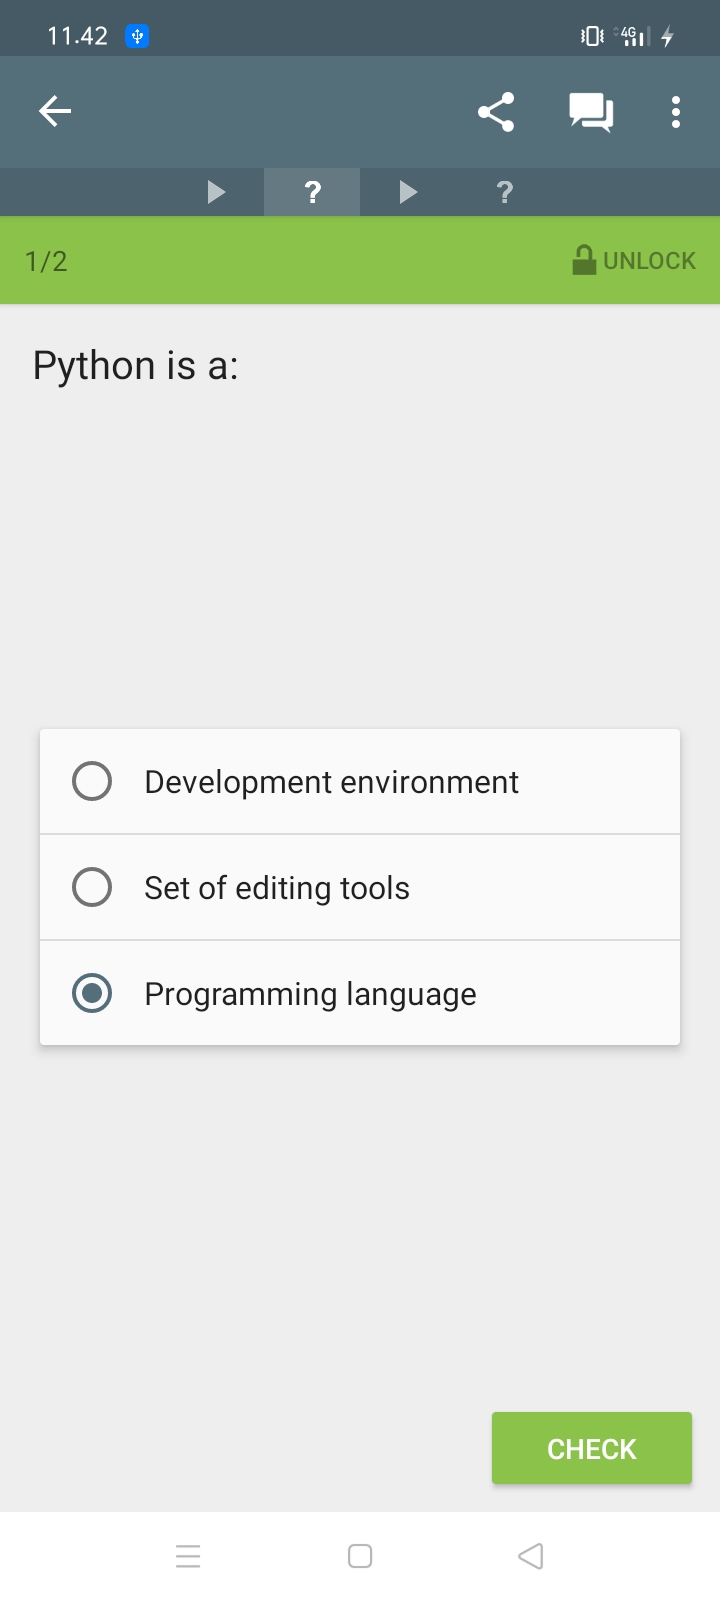 11.42 4G
?
?
1/2 UNLOCK
Python is a:
Development environment
Set of editing tools
Programming language
CHECK